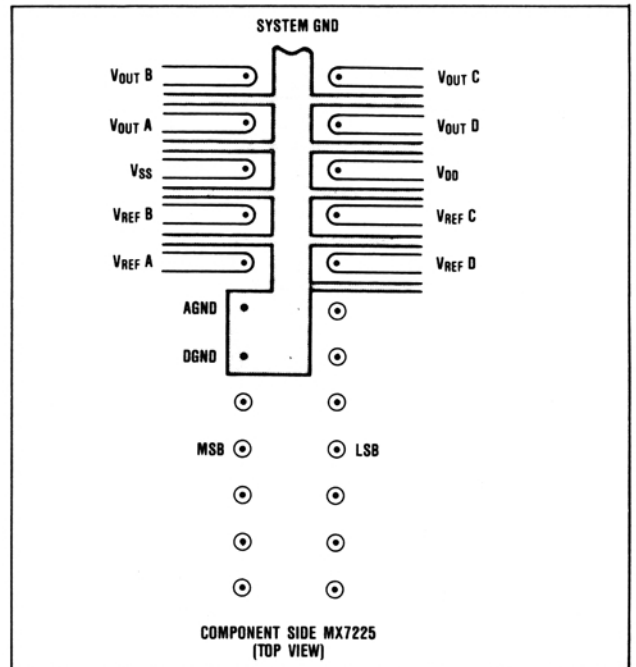 SYSTEM GND
VOUT B VOUT C
VOUT A VOUT D
VSS VDD
VREF B VREF C
VREF A VREF D
AGND
DGND
MSB LSB
COMPONENT SIDE MX7225
(TOP VIEW)